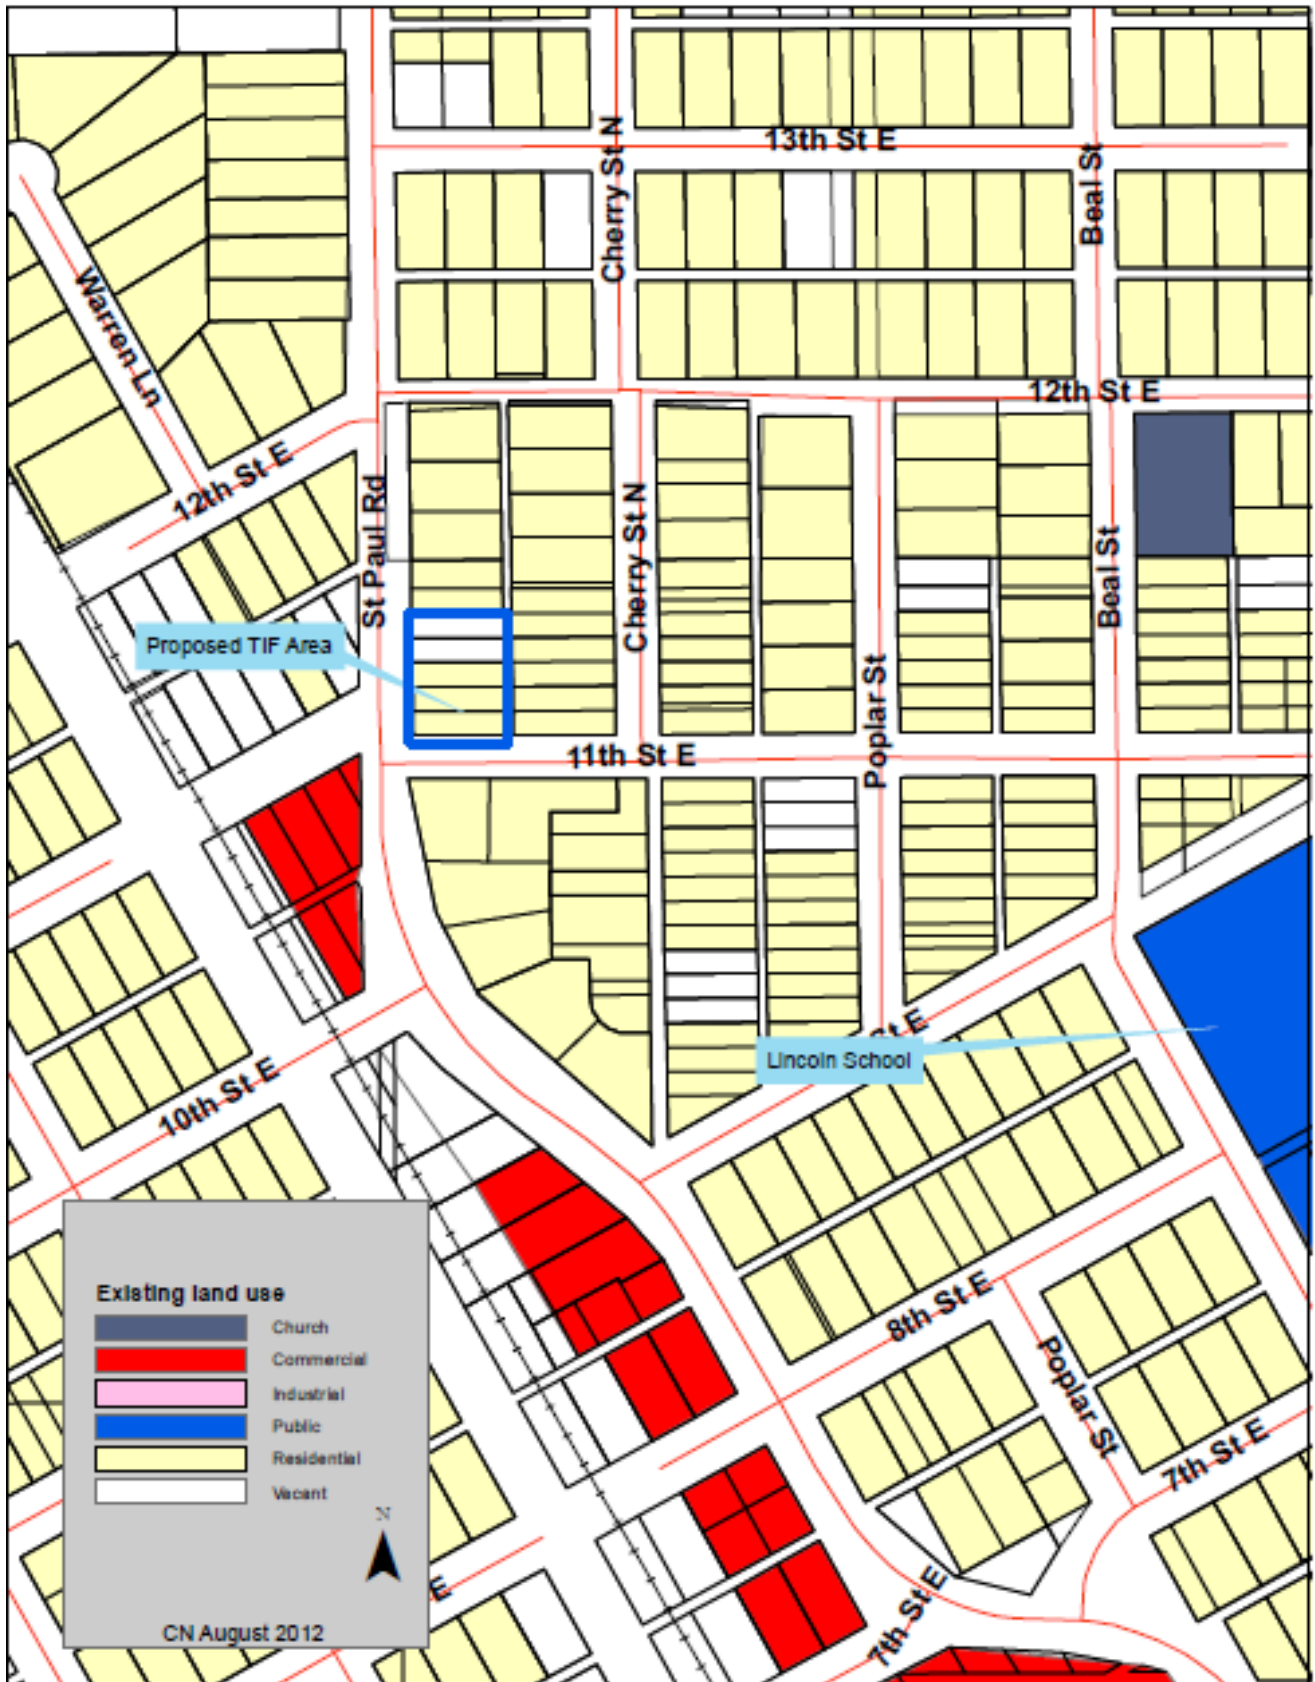 13th St E
Cherry St N
Beal St
Warren Ln
12th St E
12th St E
St Paul Rd
Cherry St N
Beal St
Proposed TIF Area
Poplar St
11th St E
St E
Lincoln School
10th St E
8th St E
Poplar St
7th St E
7th St E
E
Existing land use
Church
Commercial
Industrial
Public
Residential
Vacant
N
CN August 2012